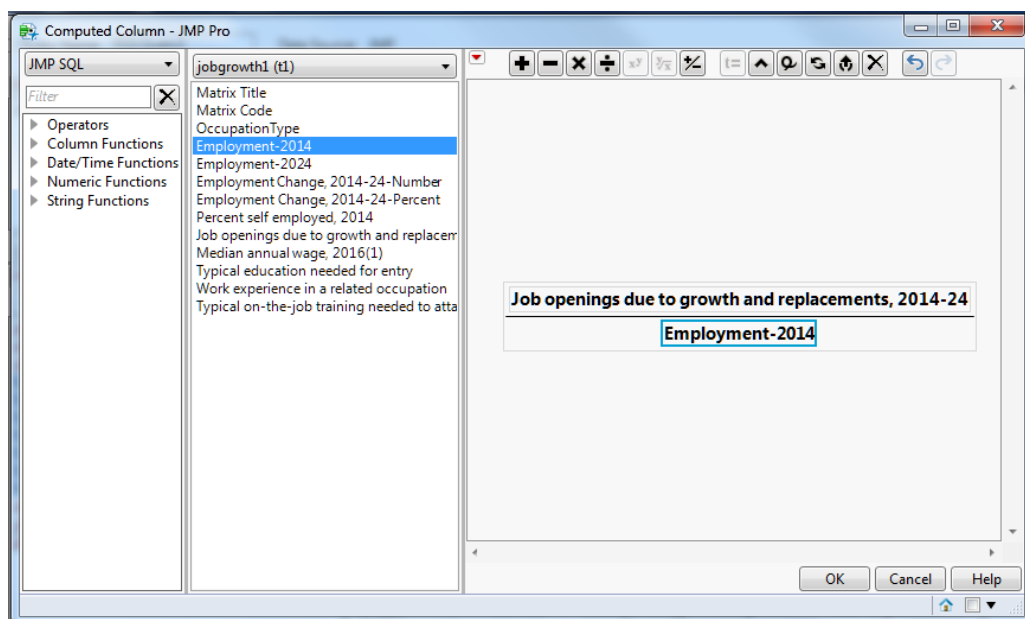 Computed Column - JMP Pro
JMP SQL
jobgrowth1 (t1)
Filter
Operators
Column Functions
Date/Time Functions
Numeric Functions
String Functions
Matrix Title
Matrix Code
OccupationType
Employment-2014
Employment-2024
Employment Change, 2014-24-Number
Employment Change, 2014-24-Percent
Percent self employed, 2014
Job openings due to growth and replacem
Median annual wage, 2016(1)
Typical education needed for entry
Work experience in a related occupation
Typical on-the-job training needed to atta
t=
Job openings due to growth and replacements, 2014-24
Employment-2014
OK Cancel Help